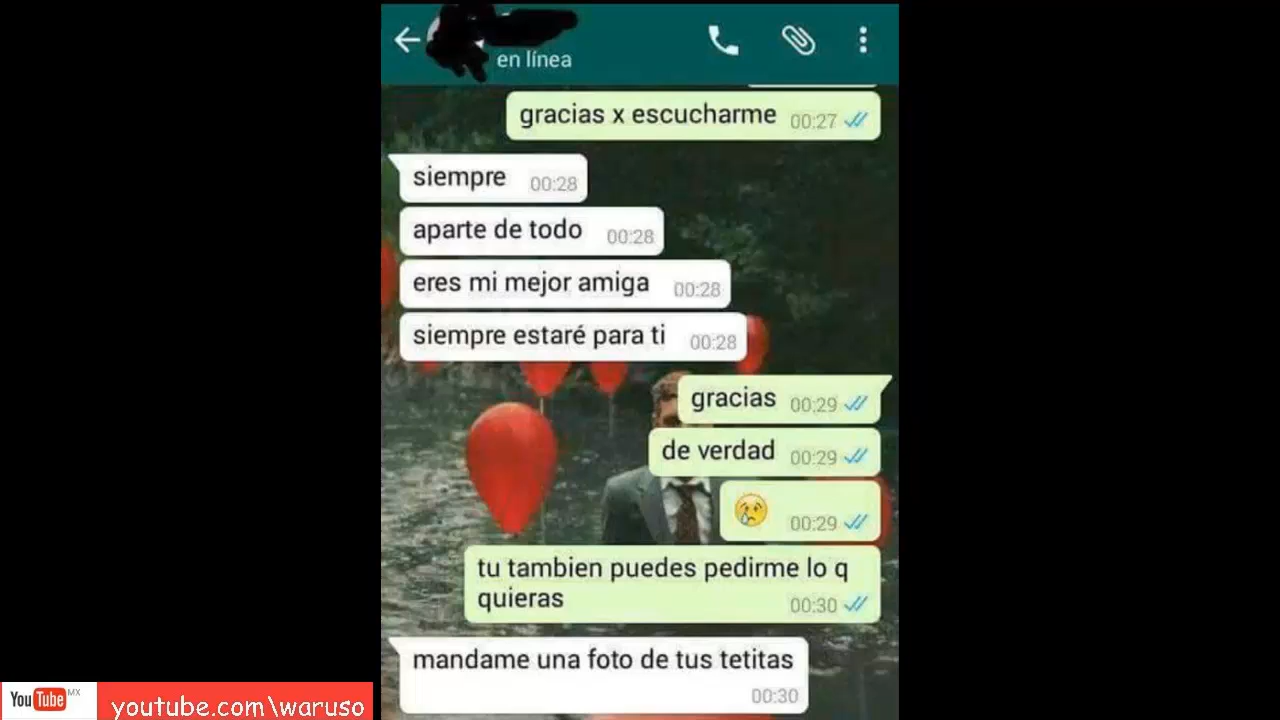 en línea
gracias x escucharme 00:27
siempre 00:28
aparte de todo 00:28
eres mi mejor amiga 00:28
siempre estaré para ti 00:28
gracias 00:29
de verdad 00:29
00:29
tu tambien puedes pedirme lo q
quieras 00:30
mandame una foto de tus tetitas
00:30
YouTube MX
youtube.com\waruso